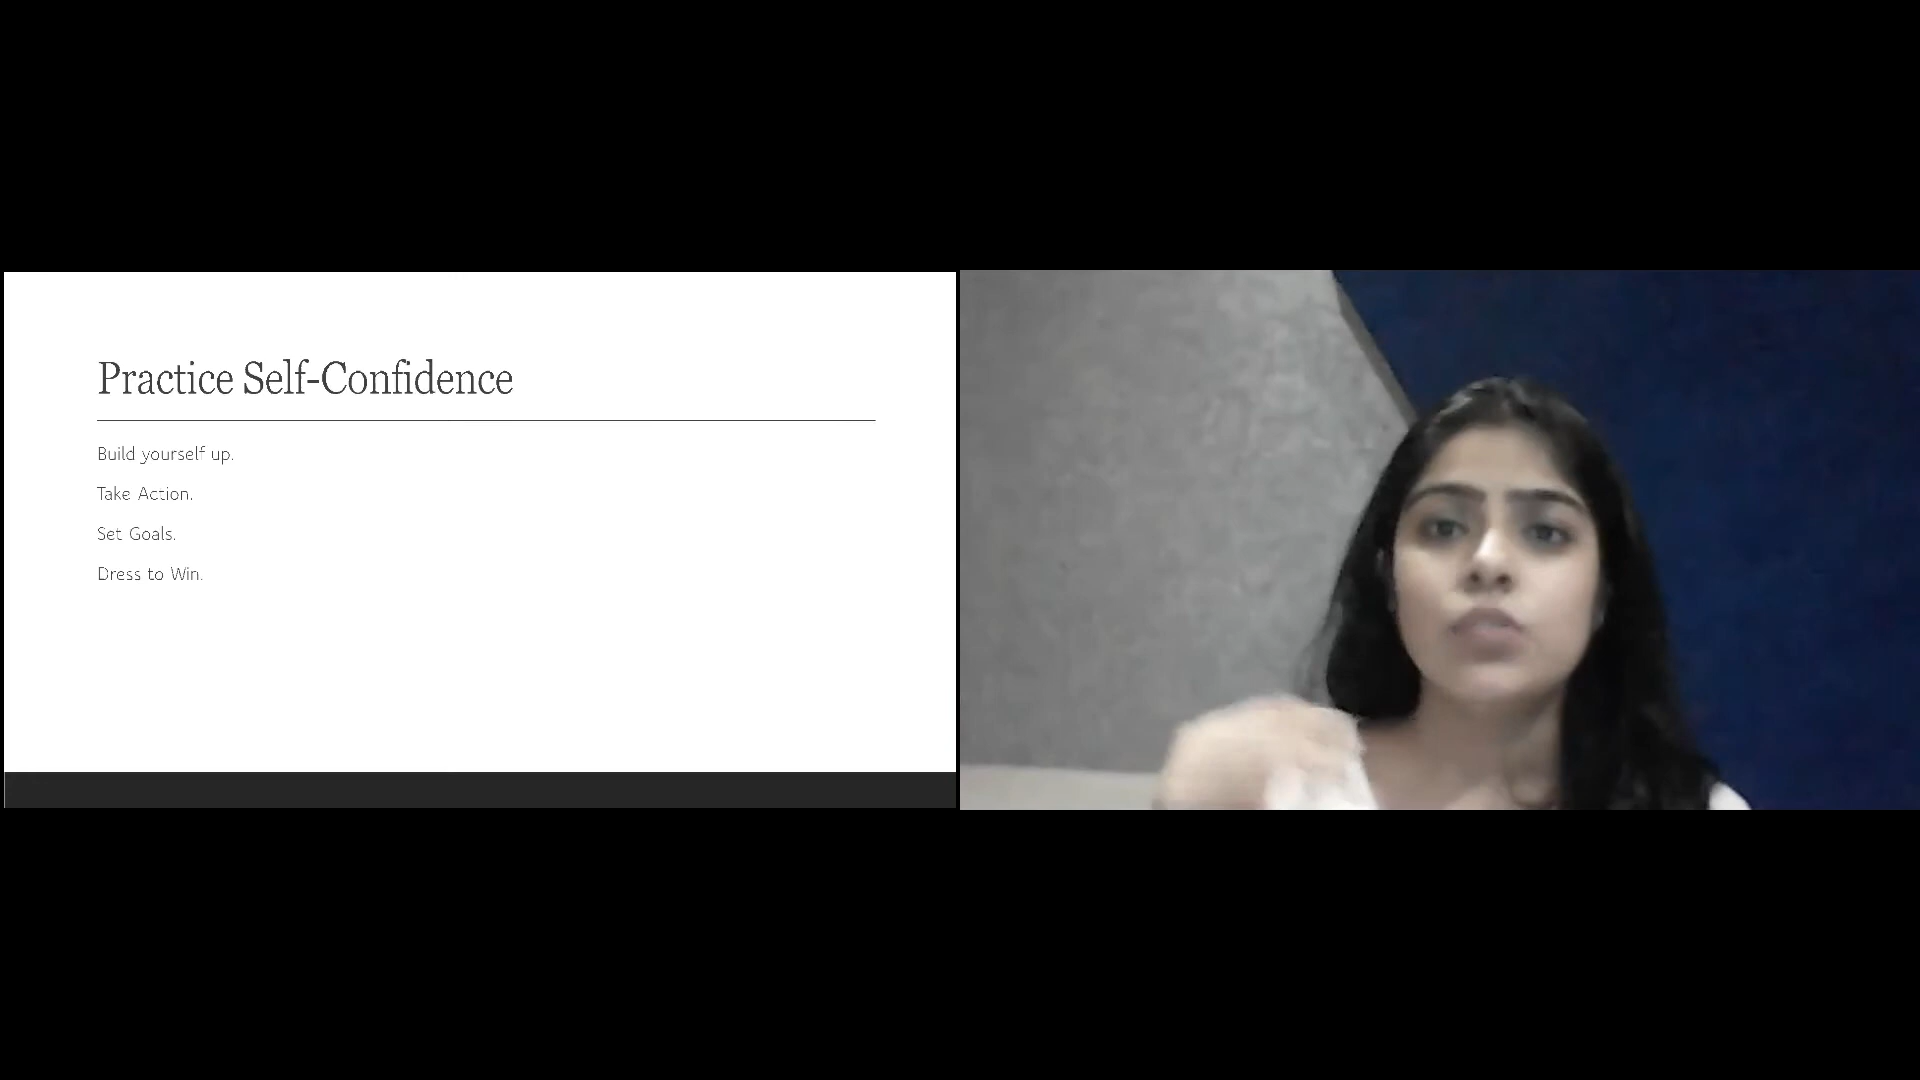 Practice Self-Confidence
Build yourself up.
Take Action.
Set Goals.
Dress to Win.